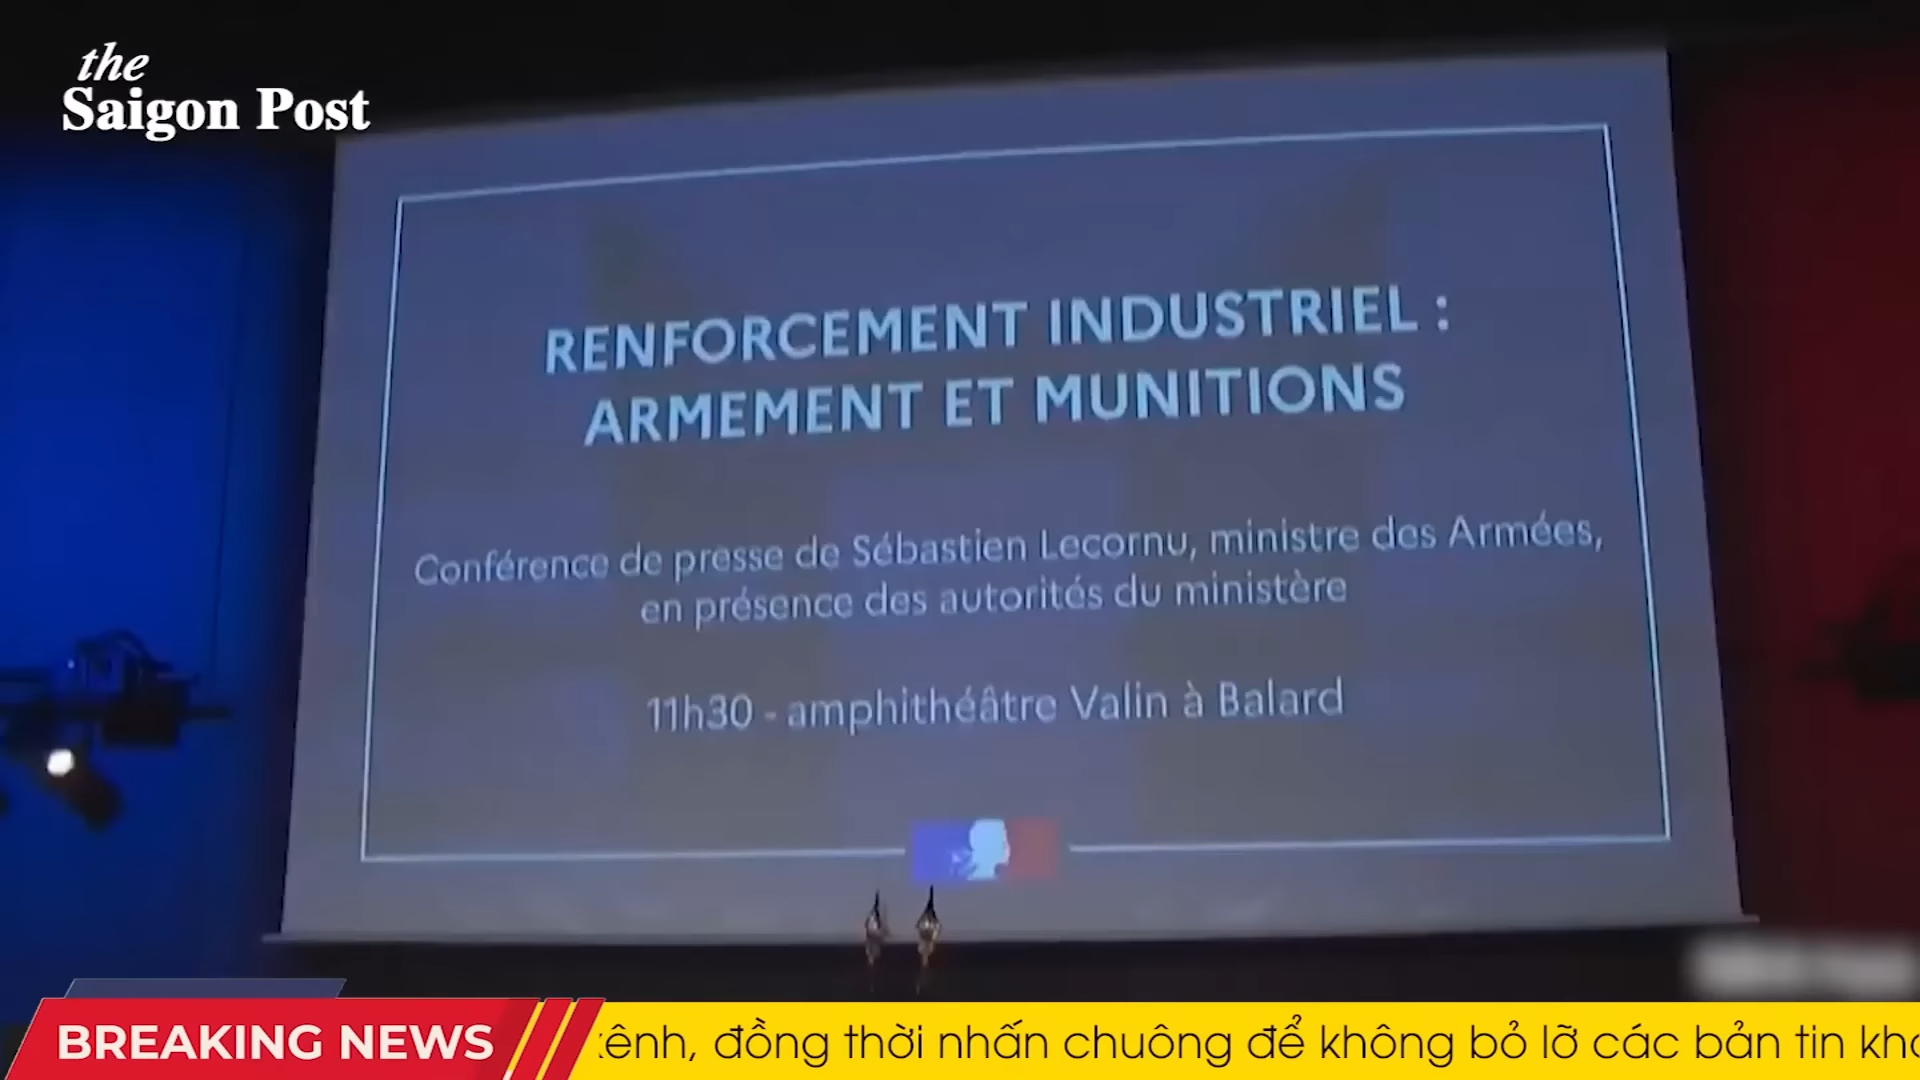 the
Saigon Post
RENFORCEMENT INDUSTRIEL :
ARMEMENT ET MUNITIONS
Conférence de presse de Sébastien Lecornu, ministre des Armées,
en présence des autorités du ministère
11h30 - amphithéâtre Valin à Balard
BREAKING NEWS
đồng thời nhấn chuông để không bỏ lỡ các bản tin